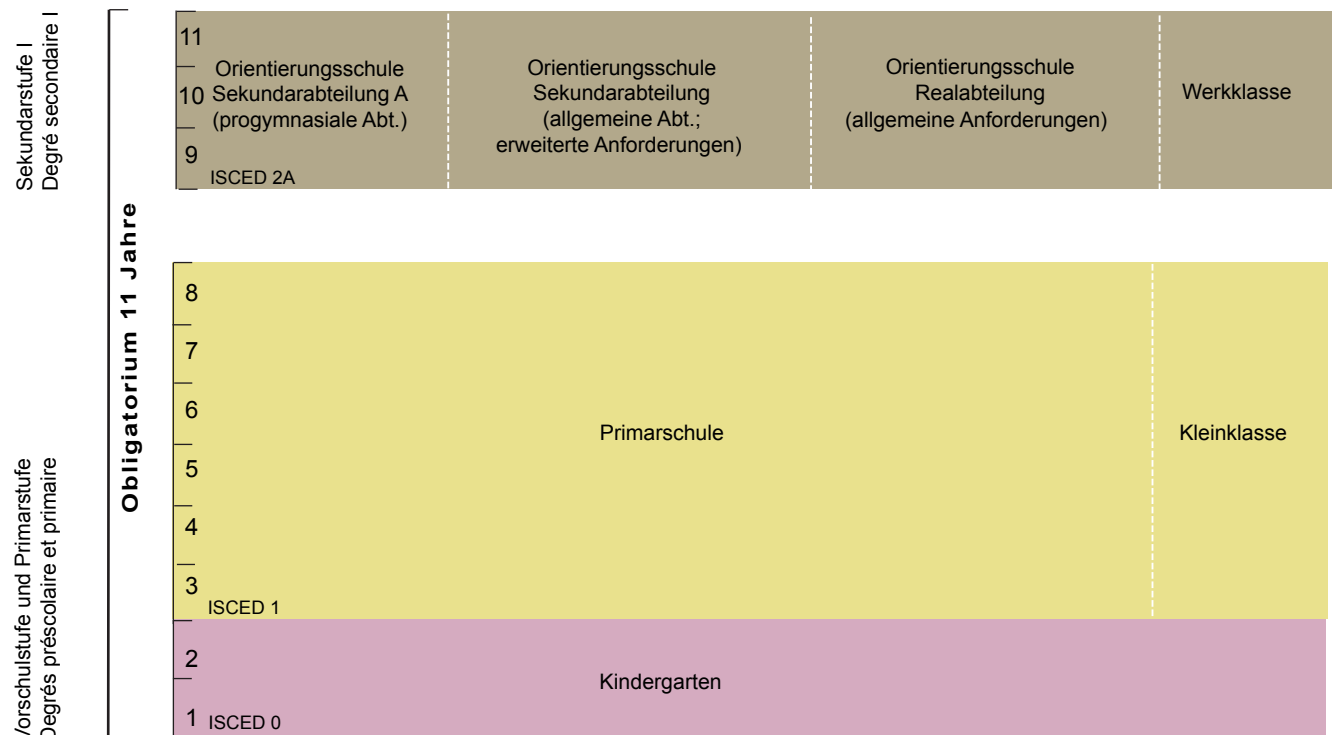 Sekundarstufe I
Degré secondaire I
Obligatorium 11 Jahre
11
10
9
Orientierungsschule
Sekundarabteilung A
(progymnasiale Abt.)
ISCED 2A
Orientierungsschule
Sekundarabteilung
(allgemeine Abt.;
erweiterte Anforderungen)
Orientierungsschule
Realabteilung
(allgemeine Anforderungen)
Werkklasse
Vorschulstufe und Primarstufe
Degrés préscolaire et primaire
8
7
6
5
4
3
ISCED 1
Primarschule
Kleinklasse
2
1
ISCED 0
Kindergarten